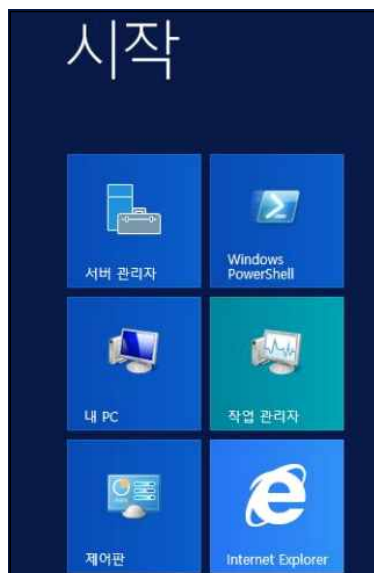 시작
서버 관리자
Windows
PowerShell
내 PC
작업 관리자
제어판
Internet Explorer